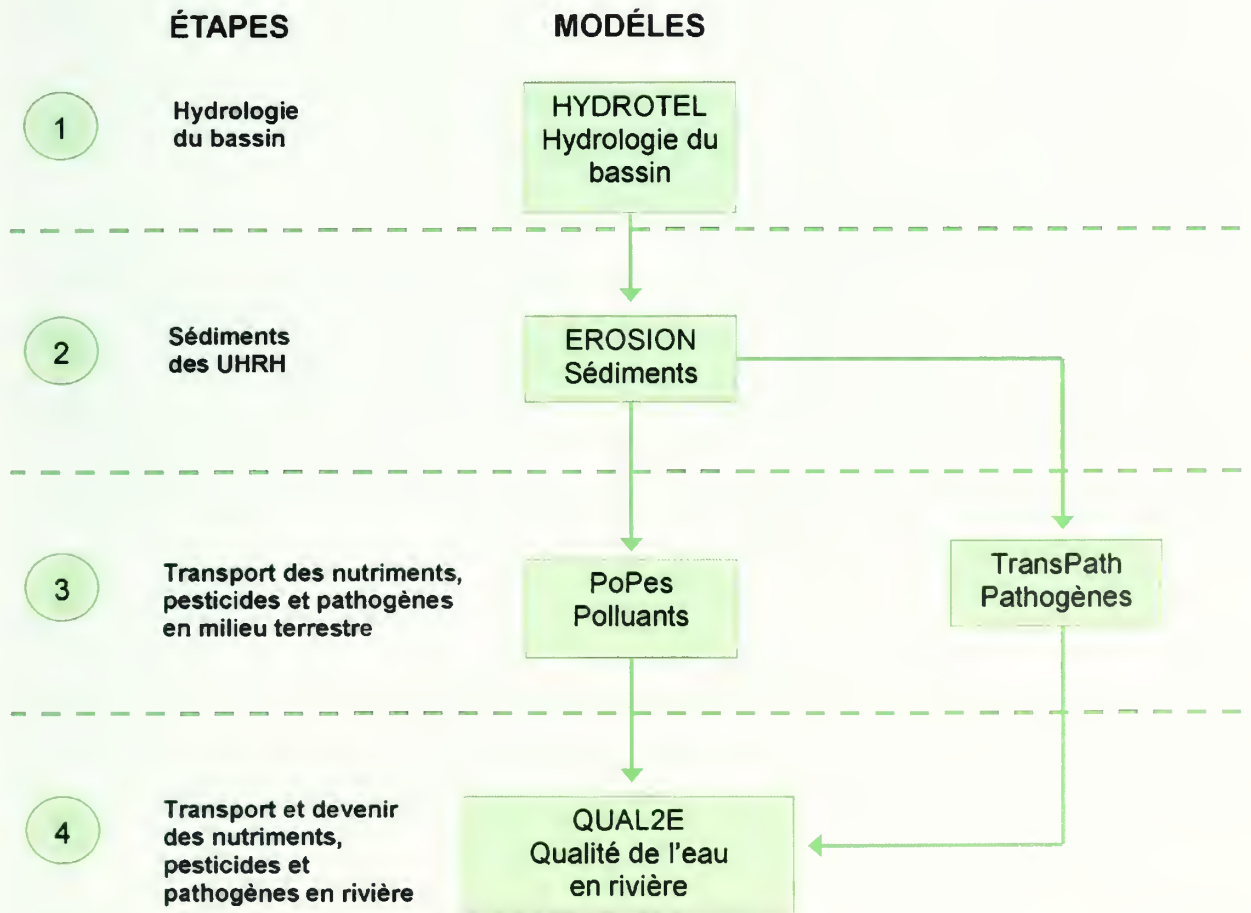 ÉTAPES
MODÉLES
1
Hydrologie
du bassin
HYDROTEL
Hydrologie du
bassin
2
Sédiments
des UHRH
EROSION
Sédiments
3
Transport des nutriments,
pesticides et pathogènes
en milieu terrestre
PoPes
Polluants
TransPath
Pathogènes
4
Transport et devenir
des nutriments,
pesticides et
pathogènes en rivière
QUAL2E
Qualité de l'eau
en rivière